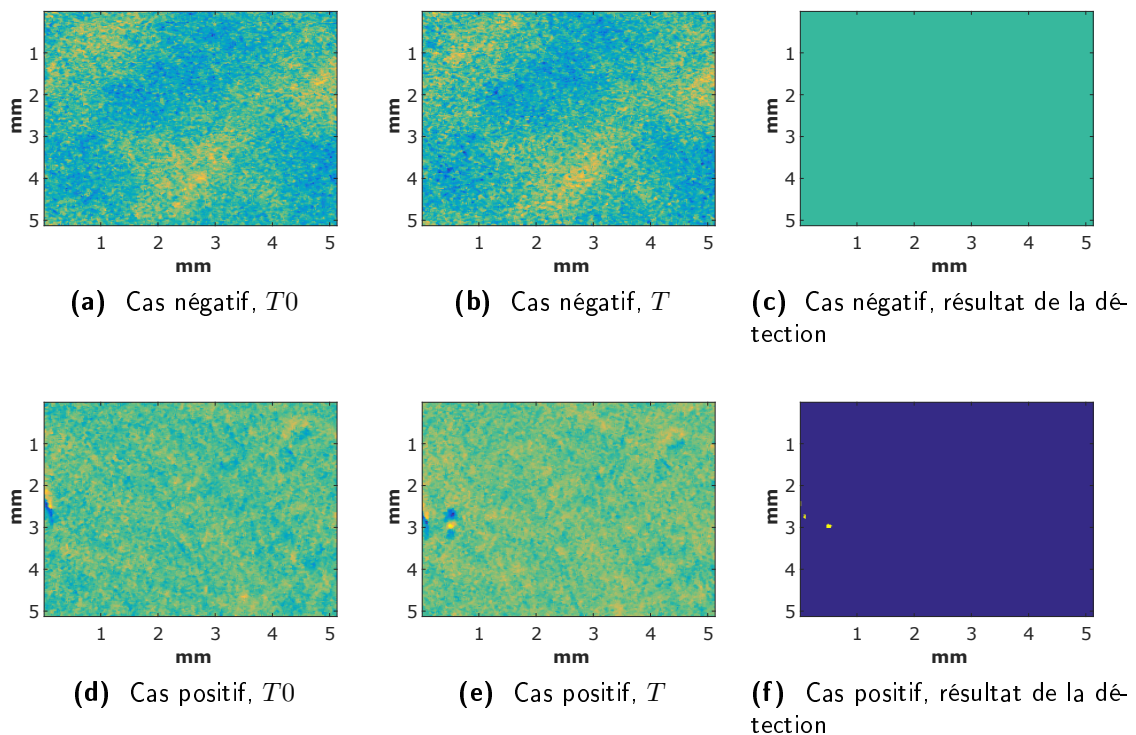 1
2
3
4
5
mm
1 2 3 4 5
mm
(a) Cas négatif, T0
1
2
3
4
5
mm
1 2 3 4 5
mm
(b) Cas négatif, T
1
2
3
4
5
mm
1 2 3 4 5
mm
(c) Cas négatif, résultat de la dé-
tection
1
2
3
4
5
mm
1 2 3 4 5
mm
(d) Cas positif, T0
1
2
3
4
5
mm
1 2 3 4 5
mm
(e) Cas positif, T
1
2
3
4
5
mm
1 2 3 4 5
mm
(f) Cas positif, résultat de la dé-
tection